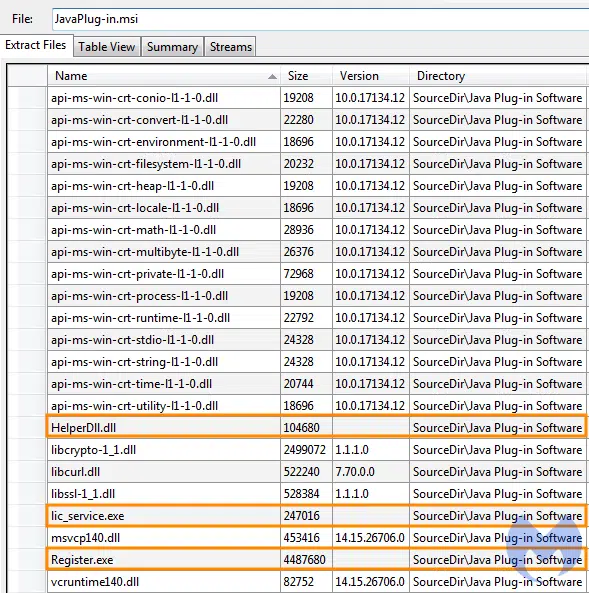 File: JavaPlug-in.msi
Extract Files Table View Summary Streams
Name Size Version Directory
api-ms-win-crt-conio-l1-1-0.dll 19208 10.0.17134.12 SourceDir\Java Plug-in Software
api-ms-win-crt-convert-l1-1-0.dll 22280 10.0.17134.12 SourceDir\Java Plug-in Software
api-ms-win-crt-environment-l1-1-0.dll 18696 10.0.17134.12 SourceDir\Java Plug-in Software
api-ms-win-crt-filesystem-l1-1-0.dll 20232 10.0.17134.12 SourceDir\Java Plug-in Software
api-ms-win-crt-heap-l1-1-0.dll 19208 10.0.17134.12 SourceDir\Java Plug-in Software
api-ms-win-crt-locale-l1-1-0.dll 18696 10.0.17134.12 SourceDir\Java Plug-in Software
api-ms-win-crt-math-l1-1-0.dll 28936 10.0.17134.12 SourceDir\Java Plug-in Software
api-ms-win-crt-multibyte-l1-1-0.dll 26376 10.0.17134.12 SourceDir\Java Plug-in Software
api-ms-win-crt-private-l1-1-0.dll 72968 10.0.17134.12 SourceDir\Java Plug-in Software
api-ms-win-crt-process-l1-1-0.dll 19208 10.0.17134.12 SourceDir\Java Plug-in Software
api-ms-win-crt-runtime-l1-1-0.dll 22792 10.0.17134.12 SourceDir\Java Plug-in Software
api-ms-win-crt-stdio-l1-1-0.dll 24328 10.0.17134.12 SourceDir\Java Plug-in Software
api-ms-win-crt-string-l1-1-0.dll 24328 10.0.17134.12 SourceDir\Java Plug-in Software
api-ms-win-crt-time-l1-1-0.dll 20744 10.0.17134.12 SourceDir\Java Plug-in Software
api-ms-win-crt-utility-l1-1-0.dll 18696 10.0.17134.12 SourceDir\Java Plug-in Software
HelperDll.dll 104680 SourceDir\Java Plug-in Software
libcrypto-1_1.dll 2499072 1.1.1.0 SourceDir\Java Plug-in Software
libcurl.dll 522240 7.70.0.0 SourceDir\Java Plug-in Software
libssl-1_1.dll 528384 1.1.1.0 SourceDir\Java Plug-in Software
lic_service.exe 247016 SourceDir\Java Plug-in Software
msvcp140.dll 453416 14.15.26706.0 SourceDir\Java Plug-in Software
Register.exe 4487680 SourceDir\Java Plug-in Software
vcruntime140.dll 82752 14.15.26706.0 SourceDir\Java Plug-in Software